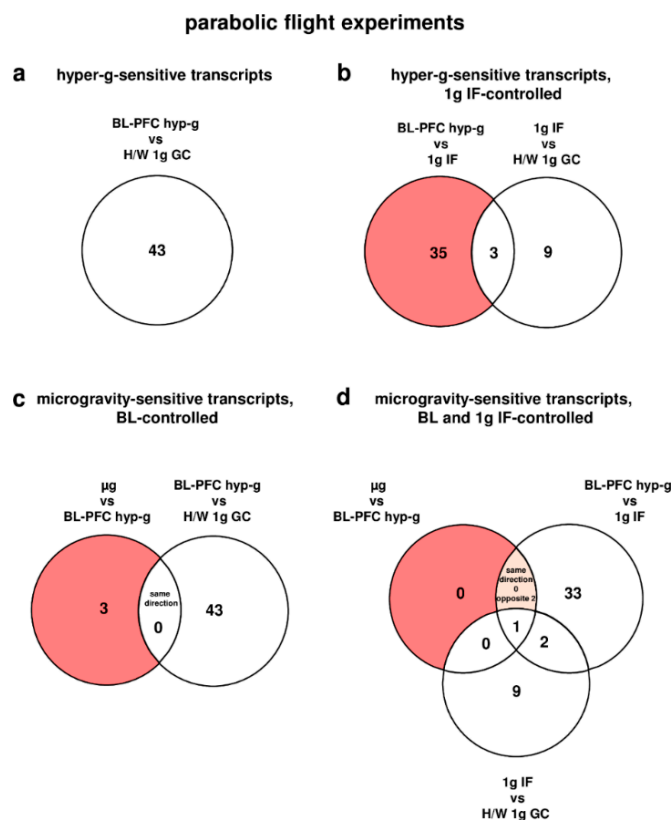 parabolic flight experiments
a hyper-g-sensitive transcripts
BL-PFC hyp-g
vs
H/W 1g GC
43
b hyper-g-sensitive transcripts,
1g IF-controlled
BL-PFC hyp-g
vs
1g IF
1g IF
vs
H/W 1g GC
35
3
9
c microgravity-sensitive transcripts,
BL-controlled
µg
vs
BL-PFC hyp-g
BL-PFC hyp-g
vs
H/W 1g GC
3
same
direction
0
43
d microgravity-sensitive transcripts,
BL and 1g IF-controlled
µg
vs
BL-PFC hyp-g
BL-PFC hyp-g
vs
1g IF
0
same
direction
0
opposite 2
33
1
0
2
9
1g IF
vs
H/W 1g GC